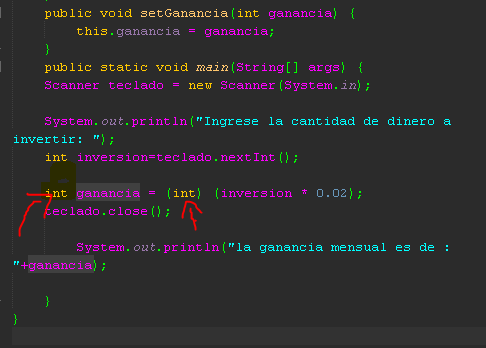 public void setGanancia(int ganancia) {
this.ganancia = ganancia;
}
public static void main(String[] args) {
Scanner teclado = new Scanner(System.in);
System.out.println("Ingrese la cantidad de dinero a
invertir: ");
int inversion=teclado.nextInt();
int ganancia = (int) (inversion * 0.02);
teclado.close();
System.out.println("la ganancia mensual es de :
"+ganancia);
}
}